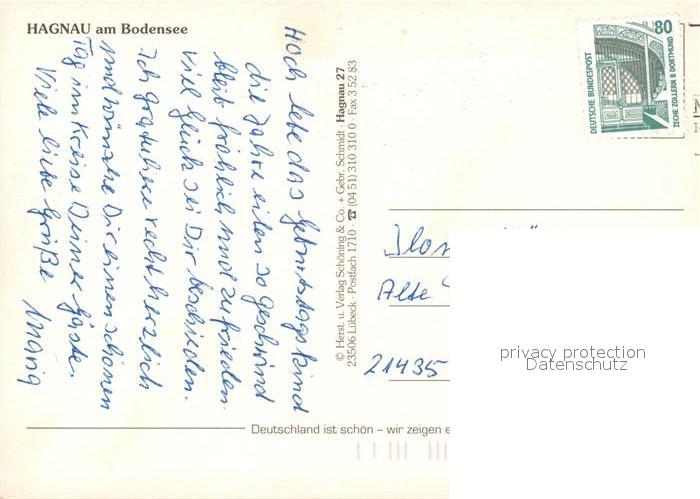 HAGNAU am Bodensee
Hoch lebe das Geburtstagskind
die Jahre eilen so geschwind
bleib fröhlich und zufrieden.
Viel Glück sei Dir beschieden.
Ich gratuliere recht herzlich
und wünsche Dir einen schönen
Tag im Kreise Deiner Gäste.
Viele liebe Grüße Maria
© Herst. u. Verlag Schöning & Co. + Gebr. Schmidt · Hagnau 27
23506 Lübeck · Postfach 1710 · ☎ (04 51) 310 310 0 · Fax 3 52 83
80
DEUTSCHE BUNDESPOST
ZECHE ZOLLERN II DORTMUND
Alte
21435
privacy protection
Datenschutz
Deutschland ist schön – wir zeigen e